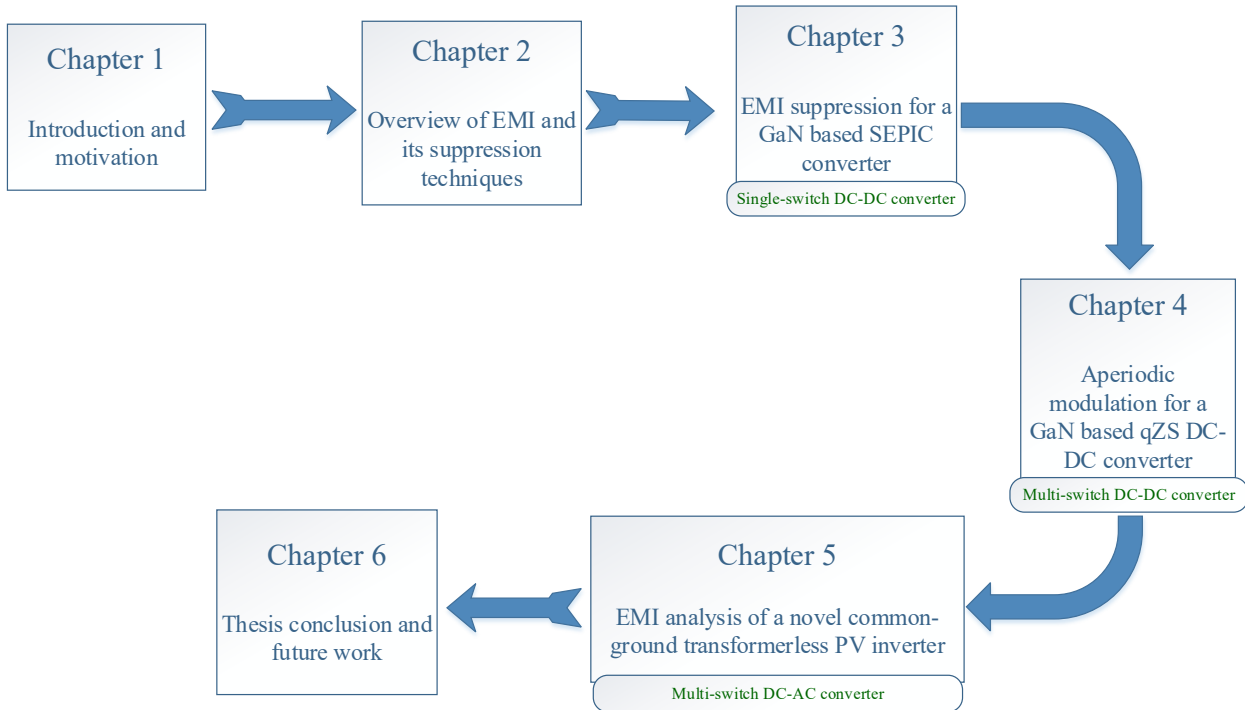 Chapter 1
Introduction and
motivation
Chapter 2
Overview of EMI and
its suppression
techniques
Chapter 3
EMI suppression for a
GaN based SEPIC
converter
Single-switch DC-DC converter
Chapter 4
Aperiodic
modulation for a
GaN based qZS DC-
DC converter
Multi-switch DC-DC converter
Chapter 5
EMI analysis of a novel common-
ground transformerless PV inverter
Multi-switch DC-AC converter
Chapter 6
Thesis conclusion and
future work